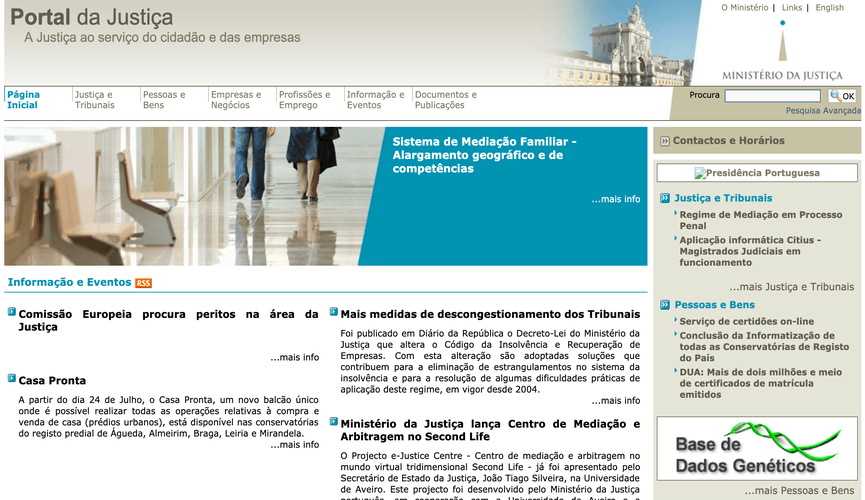 Portal da Justiça
A Justiça ao serviço do cidadão e das empresas
O Ministério | Links | English
MINISTÉRIO DA JUSTIÇA
Página
Inicial
Justiça e
Tribunais
Pessoas e
Bens
Empresas e
Negócios
Profissões e
Emprego
Informação e
Eventos
Documentos e
Publicações
Procura
OK
Pesquisa Avançada
Sistema de Mediação Familiar -
Alargamento geográfico e de
competências
...mais info
Informação e Eventos RSS
Comissão Europeia procura peritos na área da
Justiça
...mais info
Casa Pronta
A partir do dia 24 de Julho, o Casa Pronta, um novo balcão único
onde é possível realizar todas as operações relativas à compra e
venda de casa (prédios urbanos), está disponível nas conservatórias
do registo predial de Águeda, Almeirim, Braga, Leiria e Mirandela.
...mais info
Mais medidas de descongestionamento dos Tribunais
Foi publicado em Diário da República o Decreto-Lei do Ministério da
Justiça que altera o Código da Insolvência e Recuperação de
Empresas. Com esta alteração são adoptadas soluções que
contribuem para a eliminação de estrangulamentos no sistema da
insolvência e para a resolução de algumas dificuldades práticas de
aplicação deste regime, em vigor desde 2004.
...mais info
Ministério da Justiça lança Centro de Mediação e
Arbitragem no Second Life
O Projecto e-Justice Centre - Centro de mediação e arbitragem no
mundo virtual tridimensional Second Life - já foi apresentado pelo
Secretário de Estado da Justiça, João Tiago Silveira, na Universidade
de Aveiro. Este projecto foi desenvolvido pelo Ministério da Justiça
português, em cooperação com a Universidade de Aveiro e a
Contactos e Horários
Presidência Portuguesa
Justiça e Tribunais
Regime de Mediação em Processo
Penal
Aplicação informática Citius -
Magistrados Judiciais em
funcionamento
...mais Justiça e Tribunais
Pessoas e Bens
Serviço de certidões on-line
Conclusão da Informatização de
todas as Conservatórias de Registo
do País
DUA: Mais de dois milhões e meio
de certificados de matrícula
emitidos
Base de
Dados Genéticos
...mais Pessoas e Bens